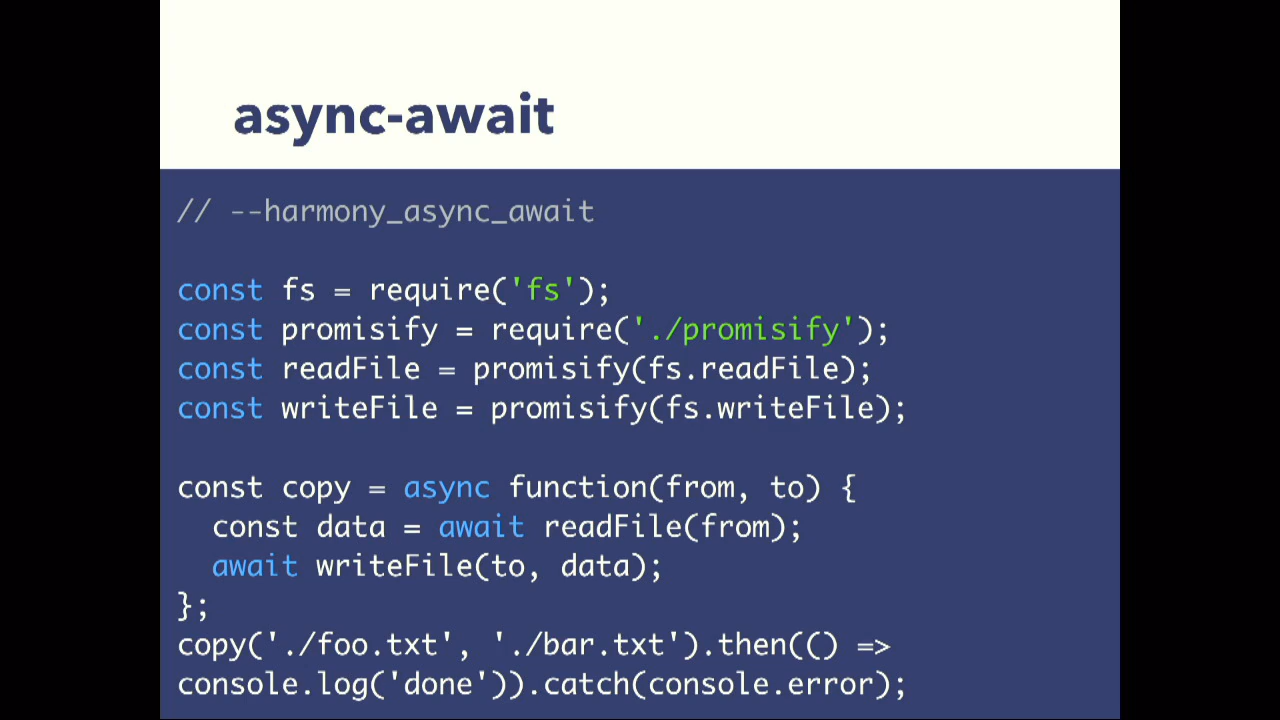 async-await
// --harmony_async_await
const fs = require('fs');
const promisify = require('./promisify');
const readFile = promisify(fs.readFile);
const writeFile = promisify(fs.writeFile);
const copy = async function(from, to) {
  const data = await readFile(from);
  await writeFile(to, data);
};
copy('./foo.txt', './bar.txt').then(() =>
console.log('done')).catch(console.error);